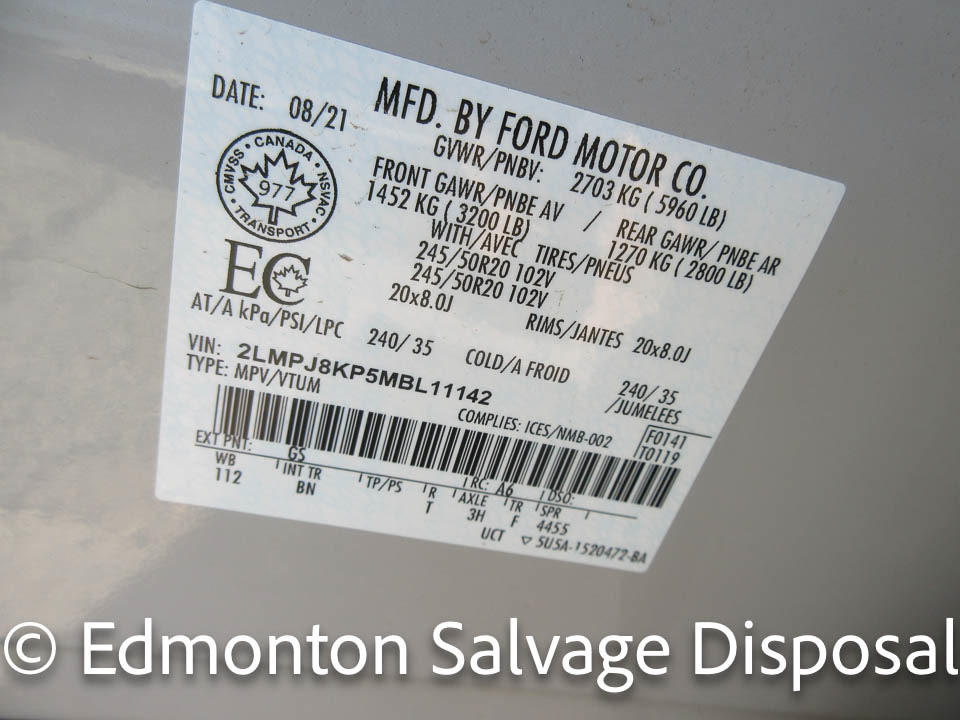 DATE: 08/21
MFD. BY FORD MOTOR CO.
GVWR/PNBV: 2703 KG ( 5960 LB)
CMVSS • CANADA • NSVAC • TRANSPORT •
977
FRONT GAWR/PNBE AV / REAR GAWR/ PNBE AR
1452 KG ( 3200 LB) 1270 KG ( 2800 LB)
WITH/AVEC TIRES/PNEUS
245/50R20 102V
245/50R20 102V
EC
20x8.0J RIMS/JANTES 20x8.0J
AT/A kPa/PSI/LPC 240/ 35 COLD/A FROID 240/ 35
VIN: 2LMPJ8KP5MBL11142 /JUMELEES
TYPE: MPV/VTUM COMPLIES: ICES/NMB-002 F0141
T0119
EXT PNT: GS RC: A6 DSO:
WB INT TR TP/PS R AXLE TR SPR
112 BN T 3H F 4455
UCT ▽ 5U5A-1520472-BA
© Edmonton Salvage Disposal